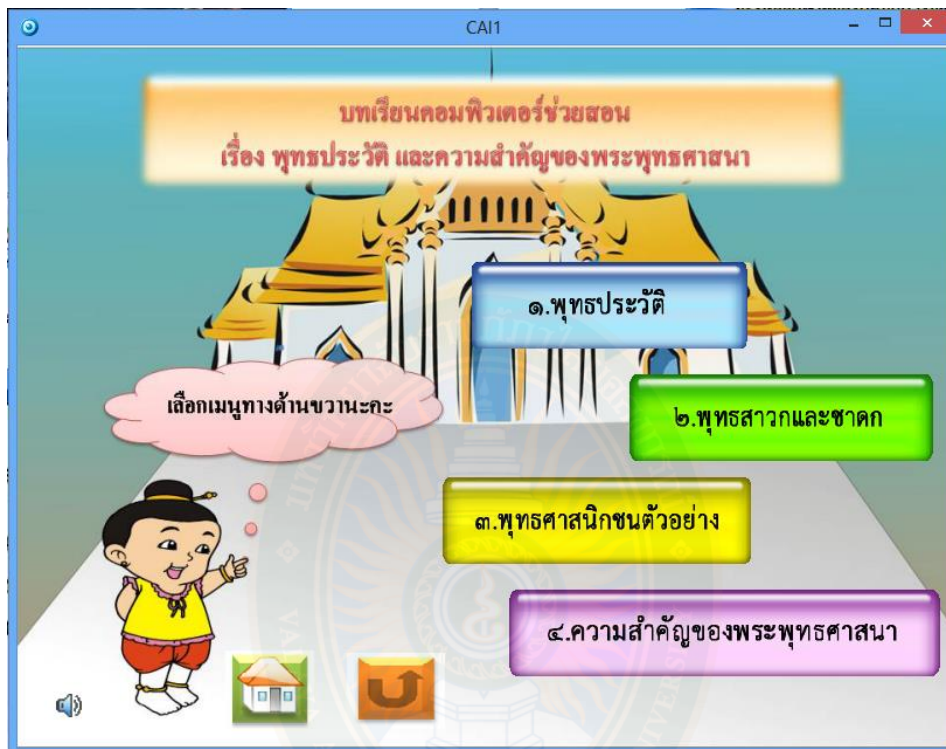 CAI1
บทเรียนคอมพิวเตอร์ช่วยสอน
เรื่อง พุทธประวัติ และความสำคัญของพระพุทธศาสนา
๑.พุทธประวัติ
เลือกเมนูทางด้านขวานะคะ
๒.พุทธสาวกและชาดก
๓.พุทธศาสนิกชนตัวอย่าง
๔.ความสำคัญของพระพุทธศาสนา